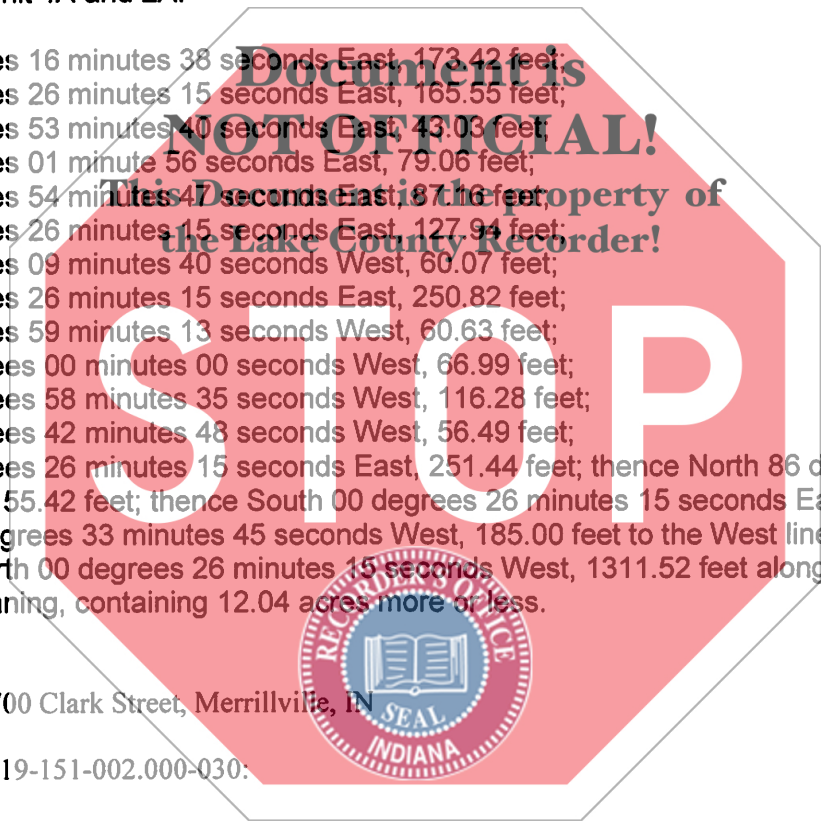 es 16 minutes 38 seconds East, 173.42 feet;
Document is
es 26 minutes 15 seconds East, 165.55 feet;
es 53 minutes 40 seconds East, 43.03 feet;
NOT OFFICIAL!
es 01 minute 56 seconds East, 79.06 feet;
es 54 minutes 47 seconds East, 87.16 feet;
This Document is the property of
es 26 minutes 15 seconds East, 127.94 feet;
the Lake County Recorder!
es 09 minutes 40 seconds West, 60.07 feet;
es 26 minutes 15 seconds East, 250.82 feet;
es 59 minutes 13 seconds West, 60.63 feet;
ees 00 minutes 00 seconds West, 66.99 feet;
ees 58 minutes 35 seconds West, 116.28 feet;
ees 42 minutes 48 seconds West, 56.49 feet;
ees 26 minutes 15 seconds East, 251.44 feet; thence North 86 d
55.42 feet; thence South 00 degrees 26 minutes 15 seconds Ea
grees 33 minutes 45 seconds West, 185.00 feet to the West line
th 00 degrees 26 minutes 15 seconds West, 1311.52 feet along
ning, containing 12.04 acres more or less.
STOP
RECORDER'S OFFICE
SEAL
INDIANA
00 Clark Street, Merrillville, IN
19-151-002.000-030: